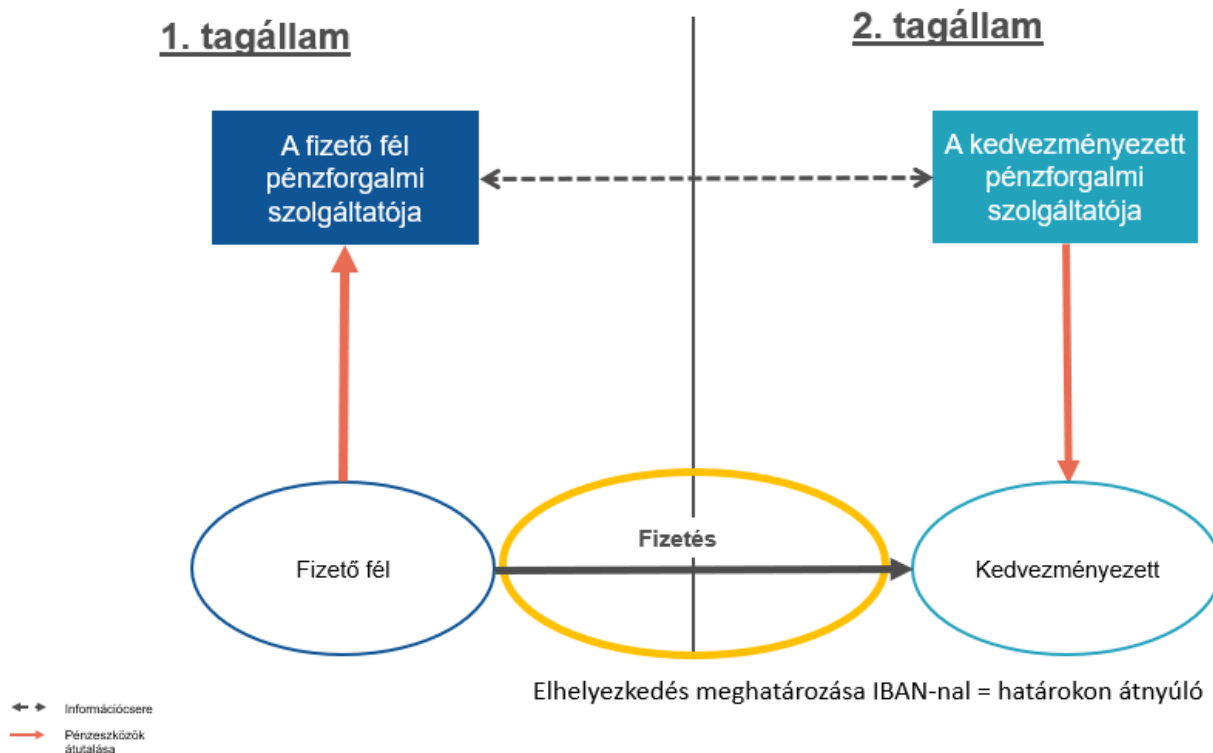 1. tagállam
2. tagállam
A fizető fél
pénzforgalmi
szolgáltatója
A kedvezményezett
pénzforgalmi
szolgáltatója
Fizetés
Fizető fél
Kedvezményezett
Elhelyezkedés meghatározása IBAN-nal = határokon átnyúló
Információcsere
Pénzeszközök
átutalása